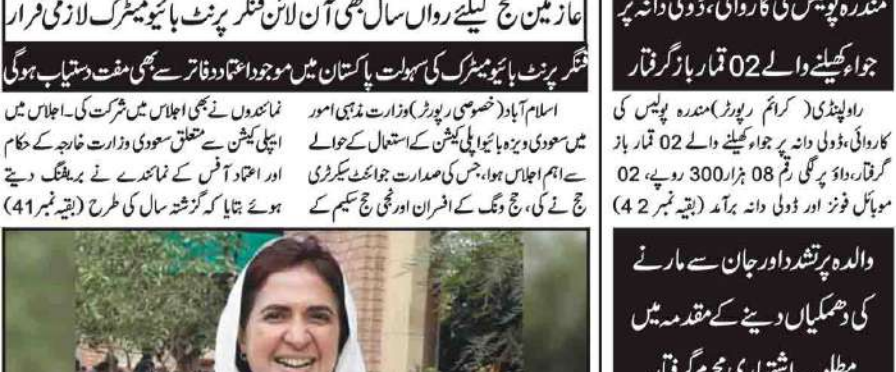 عازمین حج کیلئے رواں سال بھی آن لائن فنگر پرنٹ بائیومیٹرک لازمی قرار
فنگر پرنٹ بائیومیٹرک کی سہولت پاکستان میں موجود اعتماد دفاتر سے بھی مفت دستیاب ہوگی
اسلام آباد (خصوصی رپورٹر) وزارت مذہبی امور
میں سعودی ویزہ بائیو ایپلی کیشن کے استعمال کے حوالے
سے اہم اجلاس ہوا، جس کی صدارت جوائنٹ سیکرٹری
حج نے کی، حج ونگ کے افسران اور نجی حج سکیم کے
نمائندوں نے بھی اجلاس میں شرکت کی۔ اجلاس میں
ایپلی کیشن سے متعلق سعودی وزارت خارجہ کے حکام
اور اعتماد آفس کے نمائندے نے بریفنگ دیتے
ہوئے بتایا کہ گزشتہ سال کی طرح (بقیہ نمبر 41)
مندرہ پولیس کی کاروائی، ڈولی دانہ پر
جواء کھیلنے والے 02 قمار باز گرفتار
راولپنڈی (کرائم رپورٹر) مندرہ پولیس کی
کاروائی، ڈولی دانہ پر جواء کھیلنے والے 02 قمار باز
گرفتار، داؤ پر لگی رقم 08 ہزار 300 روپے، 02
موبائل فونز اور ڈولی دانہ برآمد (بقیہ نمبر 42)
والدہ پر تشدد اور جان سے مارنے
کی دھمکیاں دینے کے مقدمہ میں
مطلوب اشتہاری مجرم گرفتار